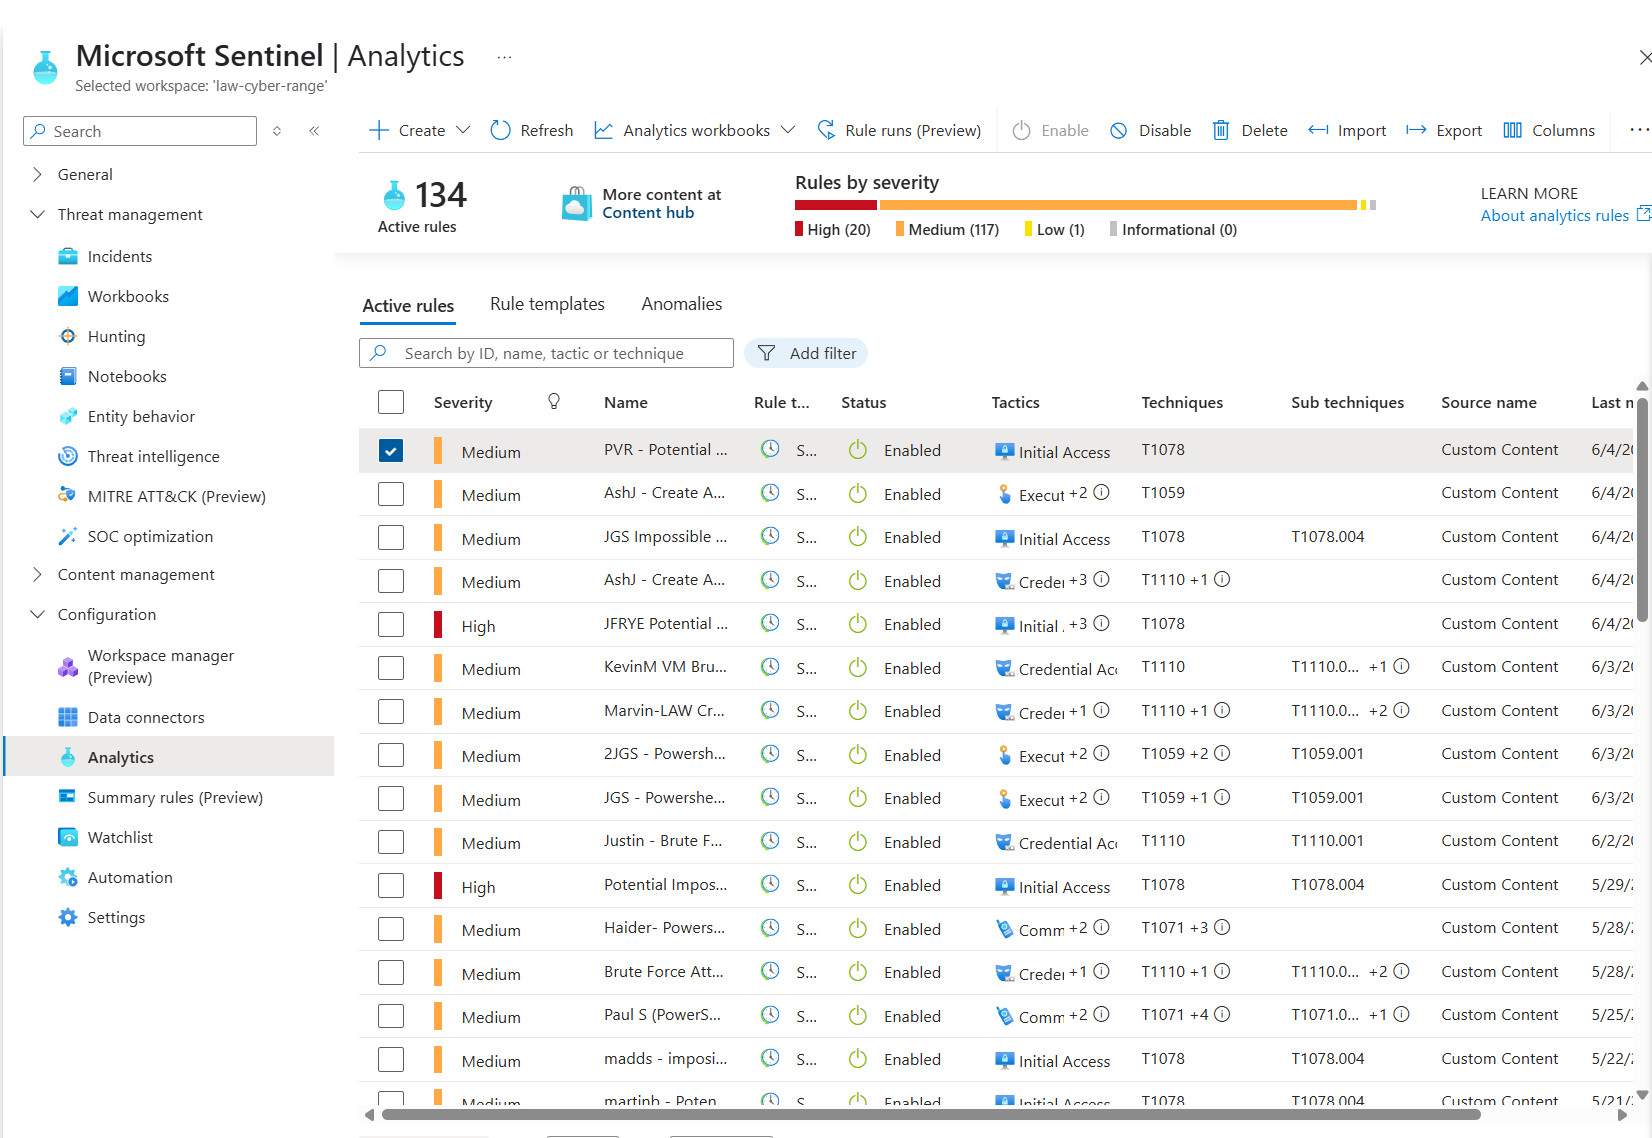 Microsoft Sentinel | Analytics ...
Selected workspace: 'law-cyber-range'
Search
General
Threat management
Incidents
Workbooks
Hunting
Notebooks
Entity behavior
Threat intelligence
MITRE ATT&CK (Preview)
SOC optimization
Content management
Configuration
Workspace manager
(Preview)
Data connectors
Analytics
Summary rules (Preview)
Watchlist
Automation
Settings
Create Refresh Analytics workbooks Rule runs (Preview) Enable Disable Delete Import Export Columns ...
134
Active rules
More content at
Content hub
Rules by severity
High (20) Medium (117) Low (1) Informational (0)
LEARN MORE
About analytics rules
Active rules Rule templates Anomalies
Search by ID, name, tactic or technique Add filter
Severity Name Rule t... Status Tactics Techniques Sub techniques Source name Last
Medium PVR - Potential ... S... Enabled Initial Access T1078 Custom Content 6/4/20
Medium AshJ - Create A... S... Enabled Execut +2 T1059 Custom Content 6/4/20
Medium JGS Impossible ... S... Enabled Initial Access T1078 T1078.004 Custom Content 6/4/20
Medium AshJ - Create A... S... Enabled Creder +3 T1110 +1 Custom Content 6/4/20
High JFRYE Potential ... S... Enabled Initial . +3 T1078 Custom Content 6/4/20
Medium KevinM VM Bru... S... Enabled Credential Acc T1110 T1110.0... +1 Custom Content 6/3/20
Medium Marvin-LAW Cr... S... Enabled Creder +1 T1110 +1 T1110.0... +2 Custom Content 6/3/20
Medium 2JGS - Powersh... S... Enabled Execut +2 T1059 +2 T1059.001 Custom Content 6/3/20
Medium JGS - Powershe... S... Enabled Execut +2 T1059 +1 T1059.001 Custom Content 6/3/20
Medium Justin - Brute F... S... Enabled Credential Acc T1110 T1110.001 Custom Content 6/2/20
High Potential Impos... S... Enabled Initial Access T1078 T1078.004 Custom Content 5/29/
Medium Haider- Powers... S... Enabled Comm +2 T1071 +3 Custom Content 5/28/
Medium Brute Force Att... S... Enabled Creder +1 T1110 +1 T1110.0... +2 Custom Content 5/28/
Medium Paul S (PowerS... S... Enabled Comm +2 T1071 +4 T1071.0... +1 Custom Content 5/25/
Medium madds - imposi... S... Enabled Initial Access T1078 T1078.004 Custom Content 5/22/
Medium martinb - Poten S... Enabled Initial Access T1078 T1078.004 Custom Content 5/21/